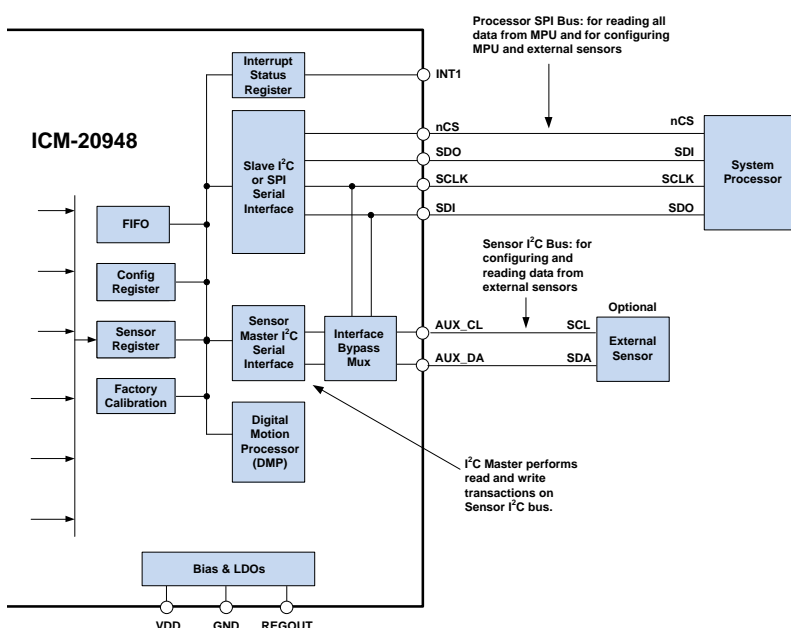 Processor SPI Bus: for reading all
data from MPU and for configuring
MPU and external sensors
Interrupt
Status
Register
INT1
ICM-20948
Slave I²C
or SPI
Serial
Interface
nCS
SDO
SCLK
SDI
nCS
SDI
SCLK
SDO
System
Processor
FIFO
Config
Register
Sensor
Register
Factory
Calibration
Sensor I²C Bus: for
configuring and
reading data from
external sensors
Sensor
Master I²C
Serial
Interface
Interface
Bypass
Mux
AUX_CL
AUX_DA
SCL
SDA
Optional
External
Sensor
Digital
Motion
Processor
(DMP)
I²C Master performs
read and write
transactions on
Sensor I²C bus.
Bias & LDOs
VDD
GND
REGOUT